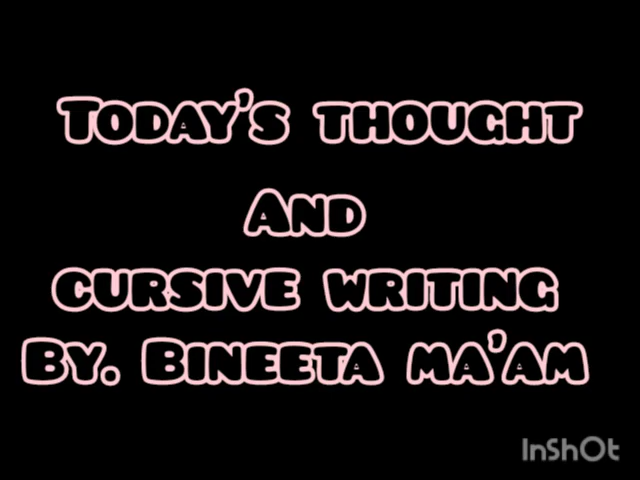 Today's thought
And
cursive writing
By. Bineeta ma'am
InShOt